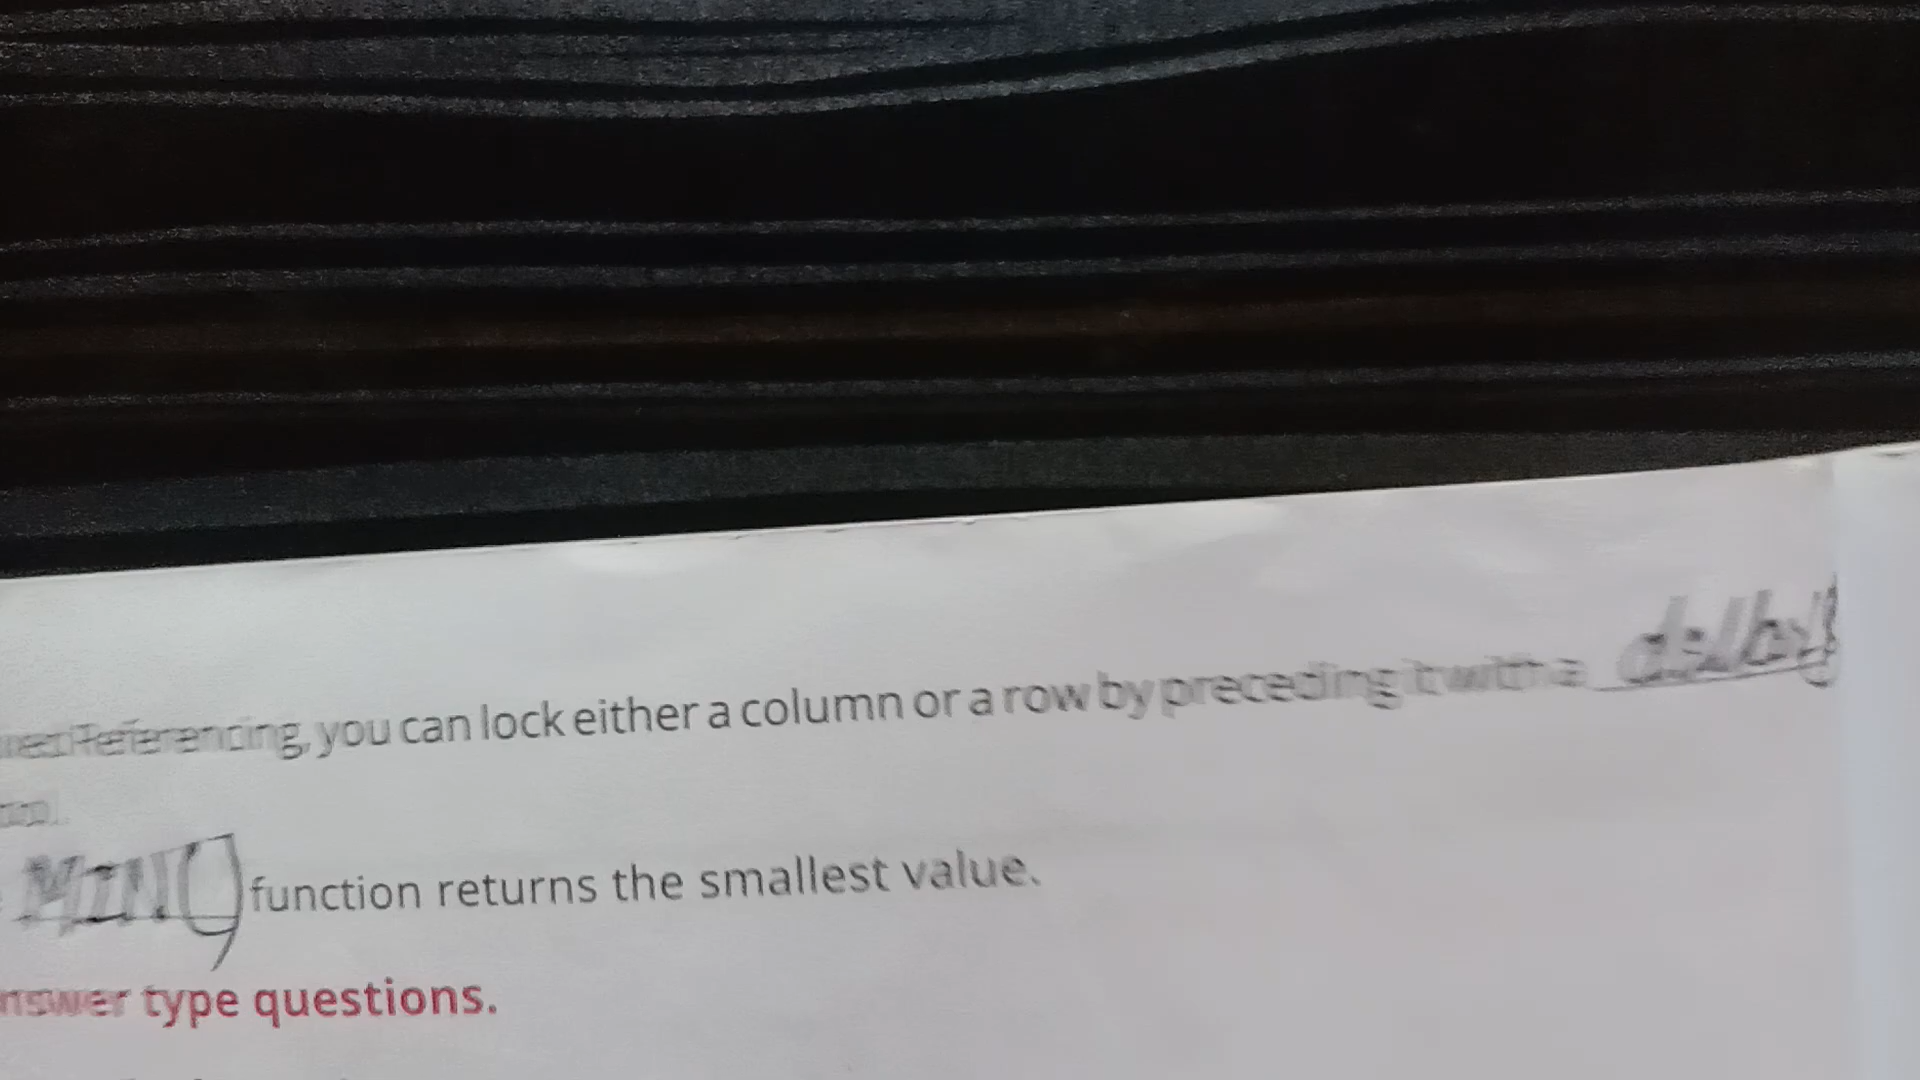 Referencing, you can lock either a column or a row by preceding it with a
MIN() function returns the smallest value.
nswer type questions.